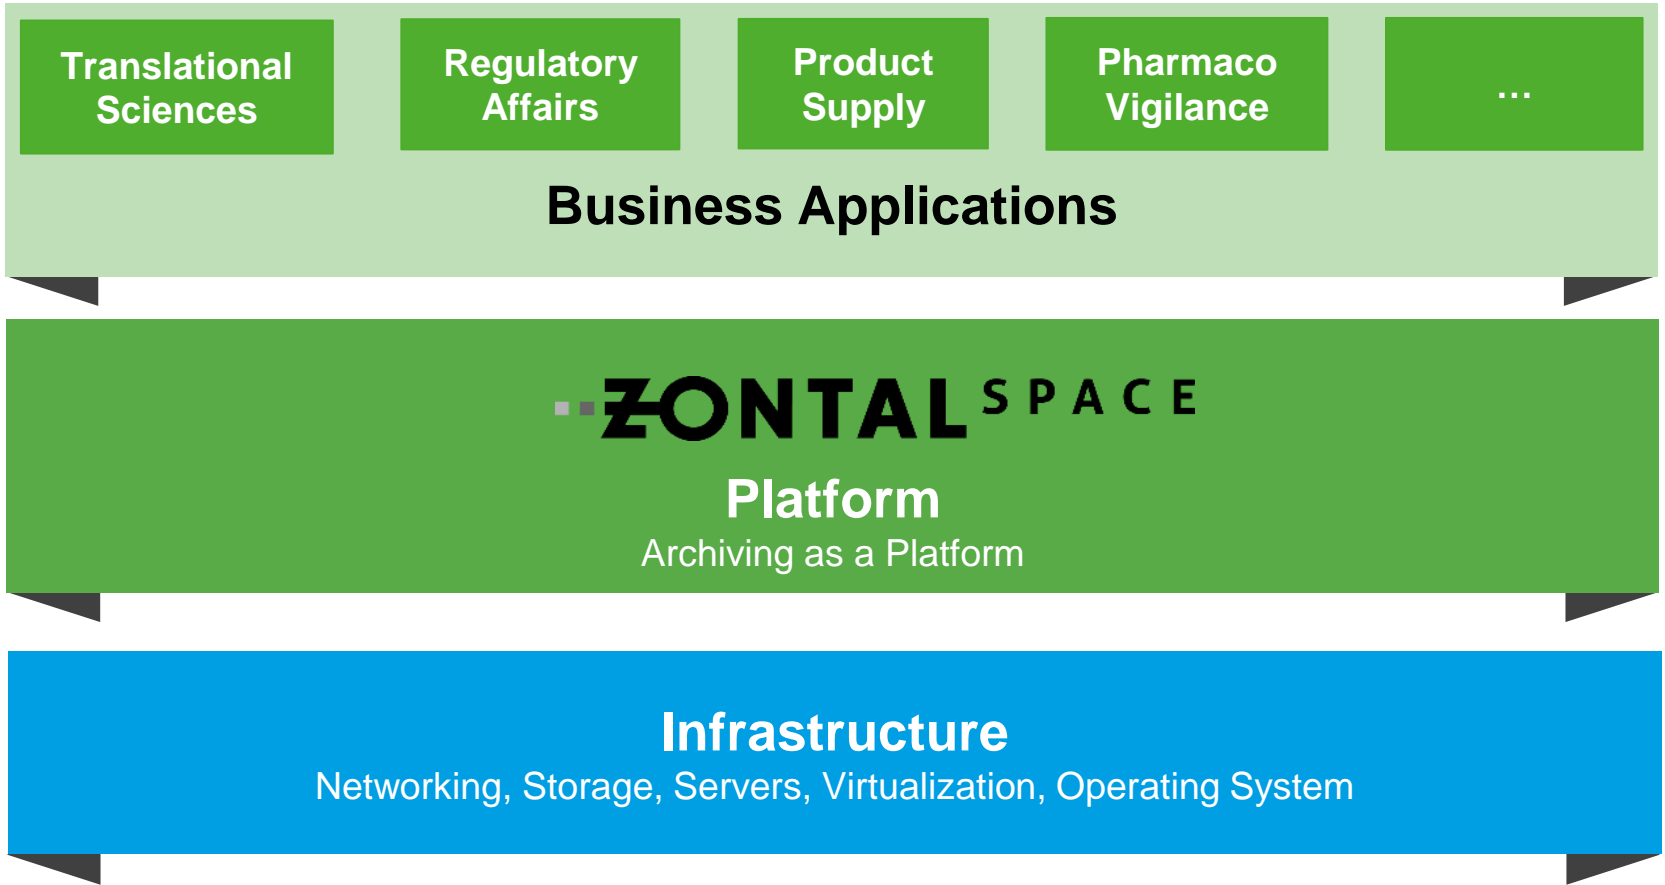 Translational
Sciences
Regulatory
Affairs
Product
Supply
Pharmaco
Vigilance
...
Business Applications
ZONTAL SPACE
Platform
Archiving as a Platform
Infrastructure
Networking, Storage, Servers, Virtualization, Operating System